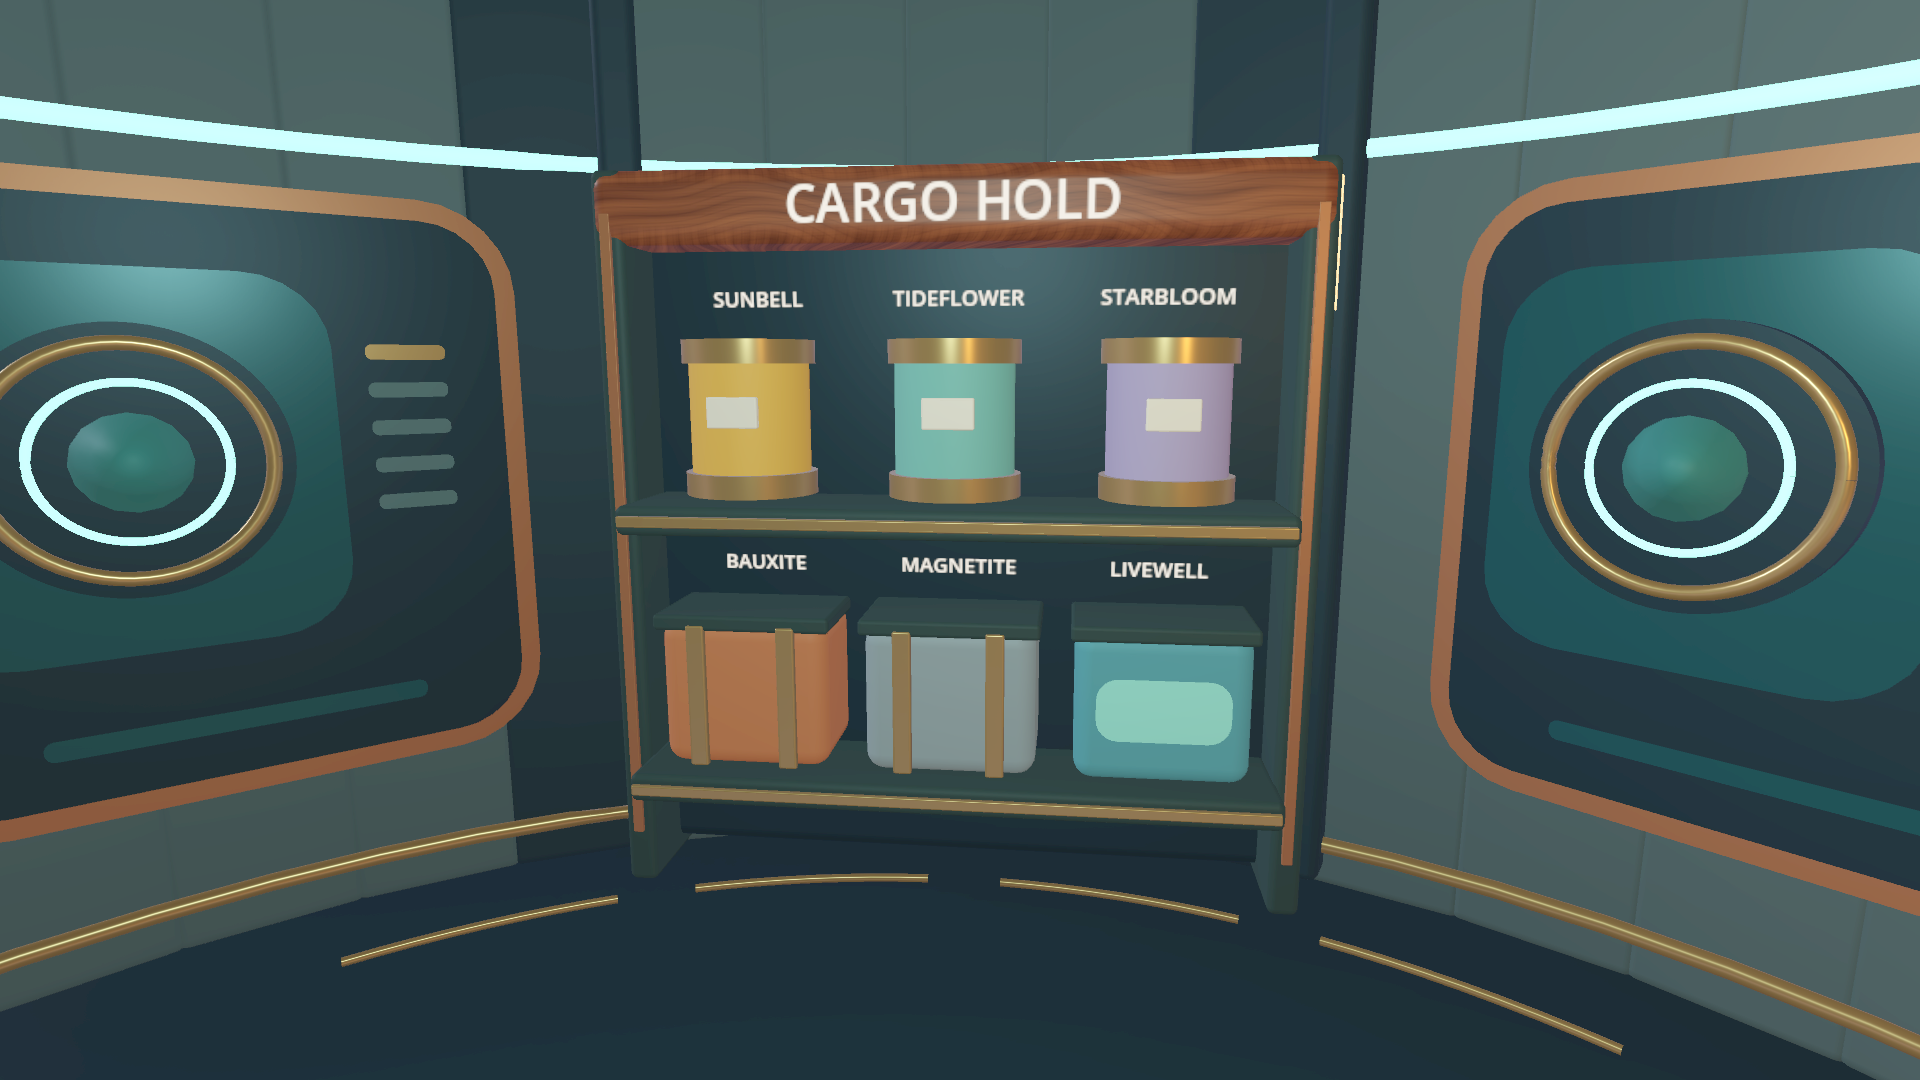 CARGO HOLD
SUNBELL
TIDEFLOWER
STARBLOOM
BAUXITE
MAGNETITE
LIVEWELL